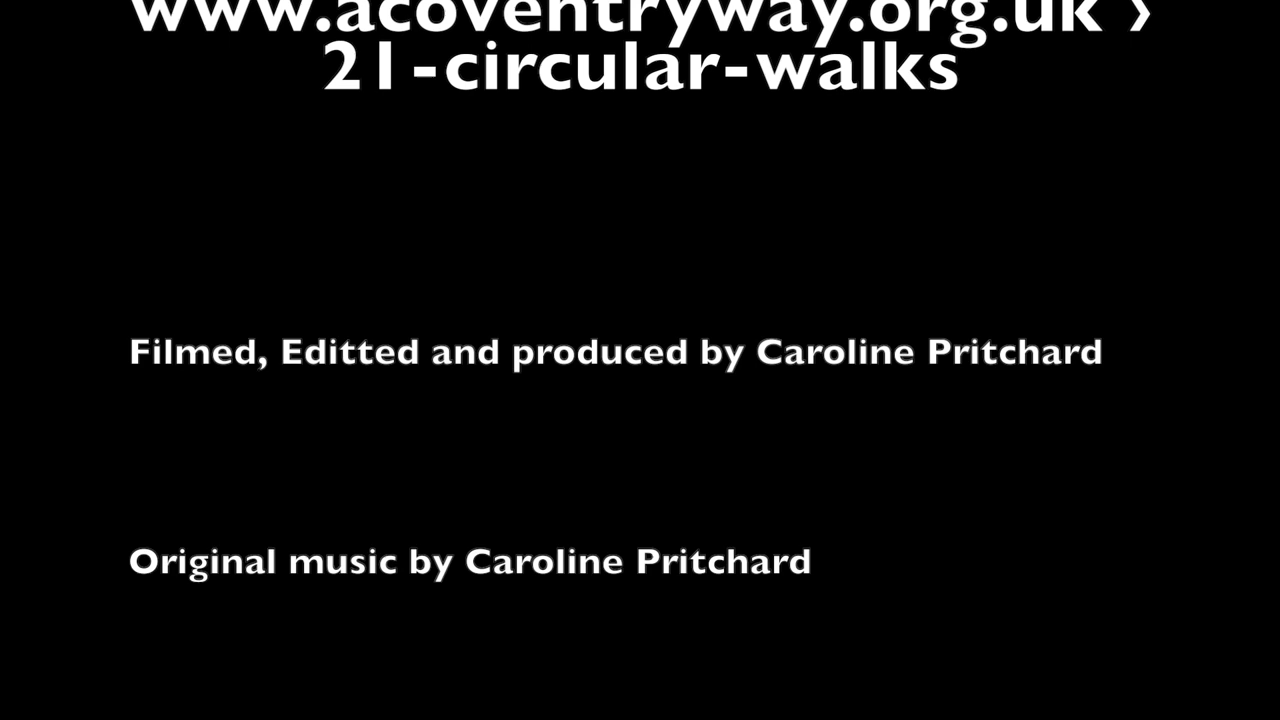 www.acoventryway.org.uk ›
21-circular-walks
Filmed, Editted and produced by Caroline Pritchard
Original music by Caroline Pritchard